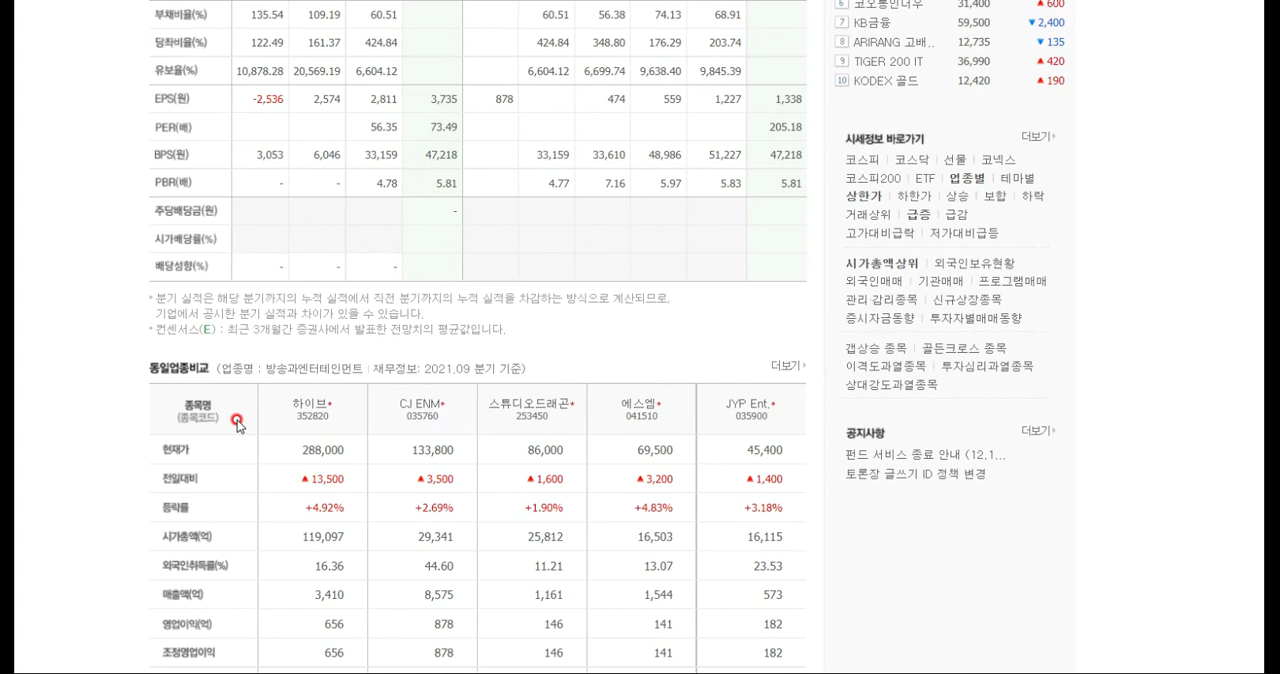 부채비율(%) 135.54 109.19 60.51 60.51 56.38 74.13 68.91
당좌비율(%) 122.49 161.37 424.84 424.84 348.80 176.29 203.74
유보율(%) 10,878.28 20,569.19 6,604.12 6,604.12 6,699.74 9,638.40 9,845.39
EPS(원) -2,536 2,574 2,811 3,735 878 474 559 1,227 1,338
PER(배) 56.35 73.49 205.18
BPS(원) 3,053 6,046 33,159 47,218 33,159 33,610 48,986 51,227 47,218
PBR(배) - - 4.78 5.81 4.77 7.16 5.97 5.83 5.81
주당배당금(원) -
시가배당률(%)
배당성향(%) - - -
* 분기 실적은 해당 분기까지의 누적 실적에서 직전 분기까지의 누적 실적을 차감하는 방식으로 계산되므로,
기업에서 공시한 분기 실적과 차이가 있을 수 있습니다.
* 컨센서스(E) : 최근 3개월간 증권사에서 발표한 전망치의 평균값입니다.
동일업종비교 (업종명 : 방송과엔터테인먼트 | 재무정보: 2021.09 분기 기준) 더보기
종목명 하이브* CJ ENM* 스튜디오드래곤* 에스엠* JYP Ent.*
(종목코드) 352820 035760 253450 041510 035900
현재가 288,000 133,800 86,000 69,500 45,400
전일대비 ▲13,500 ▲3,500 ▲1,600 ▲3,200 ▲1,400
등락률 +4.92% +2.69% +1.90% +4.83% +3.18%
시가총액(억) 119,097 29,341 25,812 16,503 16,115
외국인취득률(%) 16.36 44.60 11.21 13.07 23.53
매출액(억) 3,410 8,575 1,161 1,544 573
영업이익(억) 656 878 146 141 182
조정영업이익 656 878 146 141 182
6 코오롱인더우 31,400 ▲600
7 KB금융 59,500 ▼2,400
8 ARIRANG 고배.. 12,735 ▼135
9 TIGER 200 IT 36,990 ▲420
10 KODEX 골드 12,420 ▲190
시세정보 바로가기 더보기
코스피 | 코스닥 | 선물 | 코넥스
코스피200 | ETF | 업종별 | 테마별
상한가 | 하한가 | 상승 | 보합 | 하락
거래상위 | 급증 | 급감
고가대비급락 | 저가대비급등
시가총액상위 | 외국인보유현황
외국인매매 | 기관매매 | 프로그램매매
관리·감리종목 | 신규상장종목
증시자금동향 | 투자자별매매동향
갭상승 종목 | 골든크로스 종목
이격도과열종목 | 투자심리과열종목
상대강도과열종목
공지사항 더보기
펀드 서비스 종료 안내 (12.1...
토론장 글쓰기 ID 정책 변경